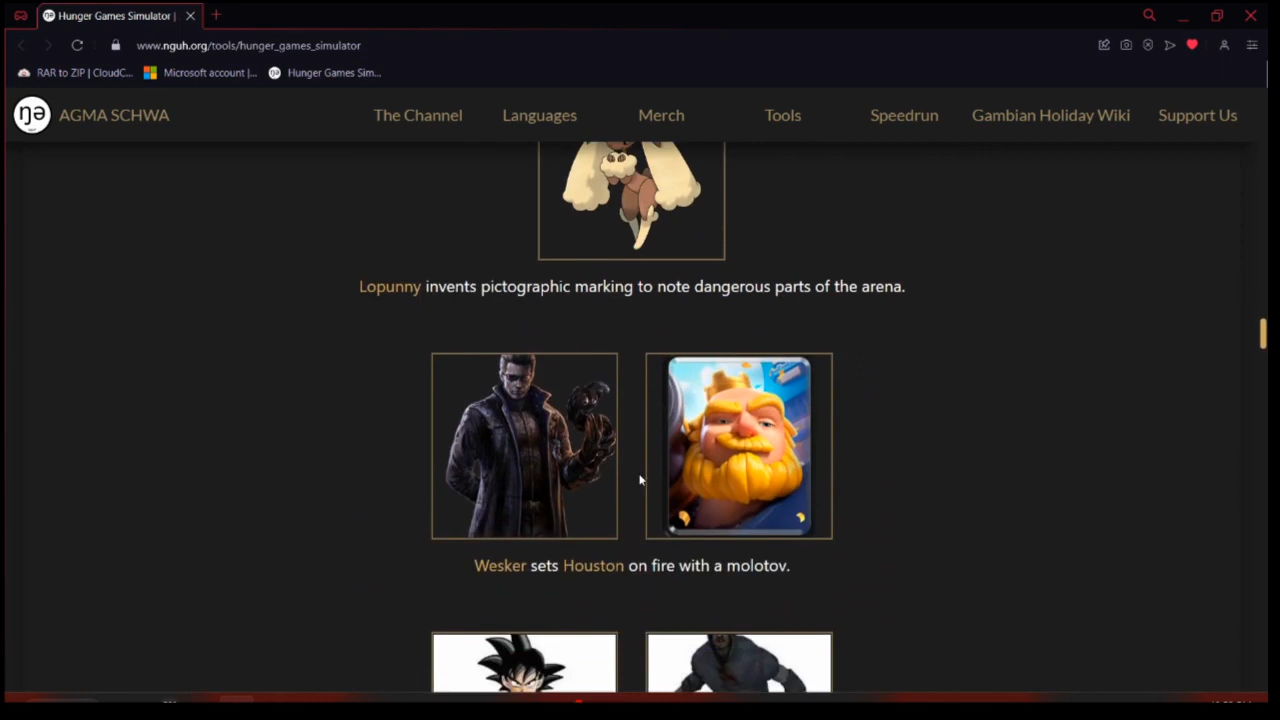 Hunger Games Simulator |
www.nguh.org/tools/hunger_games_simulator
RAR to ZIP | CloudC...
Microsoft account |...
Hunger Games Sim...
ŋə
AGMA SCHWA
The Channel
Languages
Merch
Tools
Speedrun
Gambian Holiday Wiki
Support Us
Lopunny invents pictographic marking to note dangerous parts of the arena.
Wesker sets Houston on fire with a molotov.